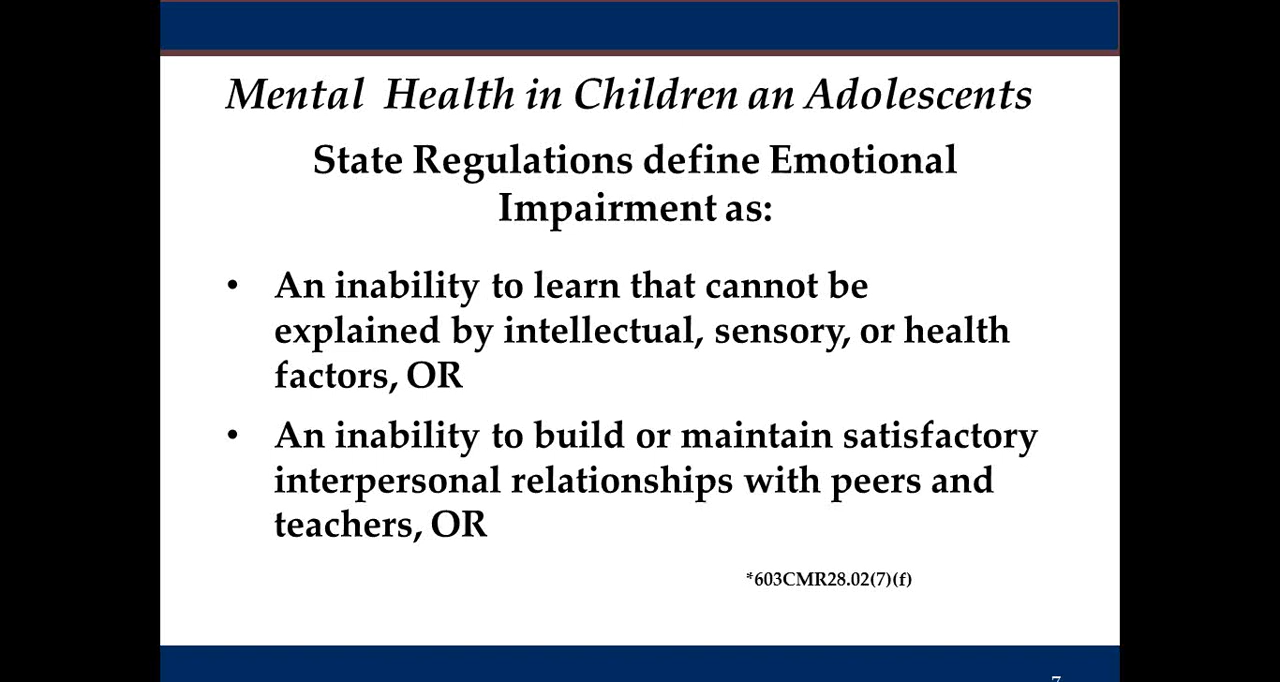 Mental Health in Children an Adolescents
State Regulations define Emotional
Impairment as:
• An inability to learn that cannot be
explained by intellectual, sensory, or health
factors, OR
• An inability to build or maintain satisfactory
interpersonal relationships with peers and
teachers, OR
*603CMR28.02(7)(f)
7